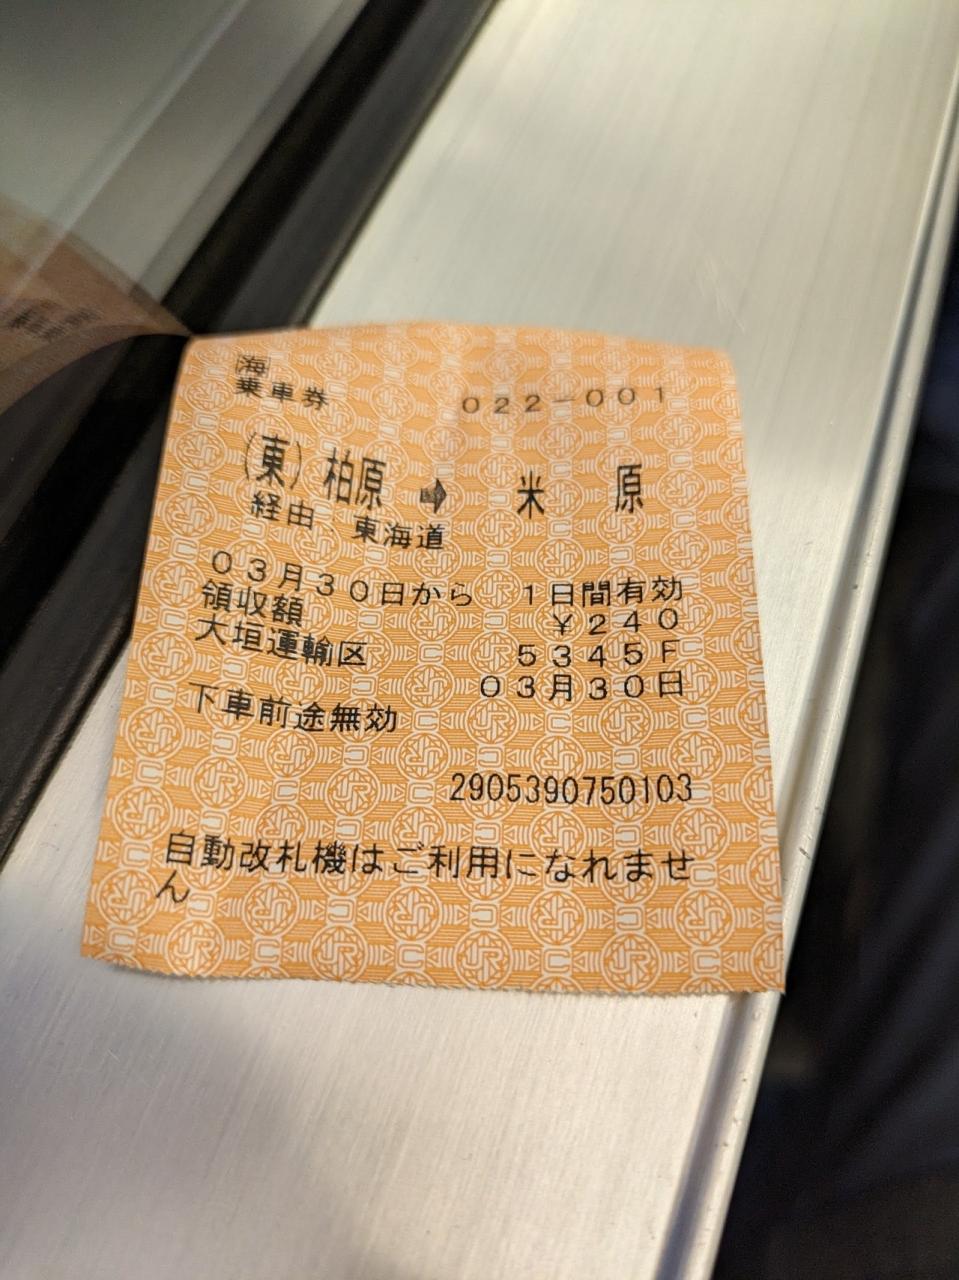 海
乗車券
022-001
(東)柏原 ➡ 米原
経由:東海道
03月30日から 1日間有効
領収額 ¥240
大垣運輸区 5345F
03月30日
下車前途無効
2905390750103
自動改札機はご利用になれませ
ん